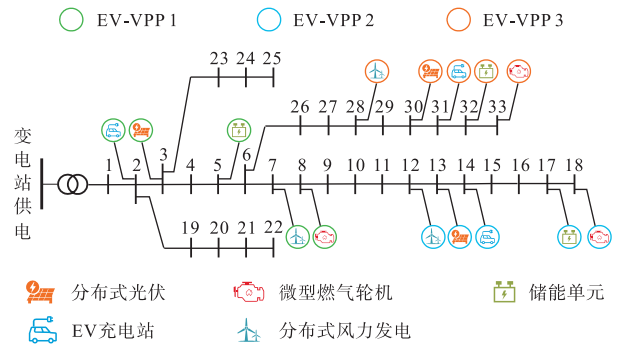 EV-VPP 1 EV-VPP 2 EV-VPP 3
23 24 25
26 27 28 29 30 31 32 33
变电站供电
1 2 3 4 5 6 7 8 9 10 11 12 13 14 15 16 17 18
19 20 21 22
分布式光伏 微型燃气轮机 储能单元
EV充电站 分布式风力发电